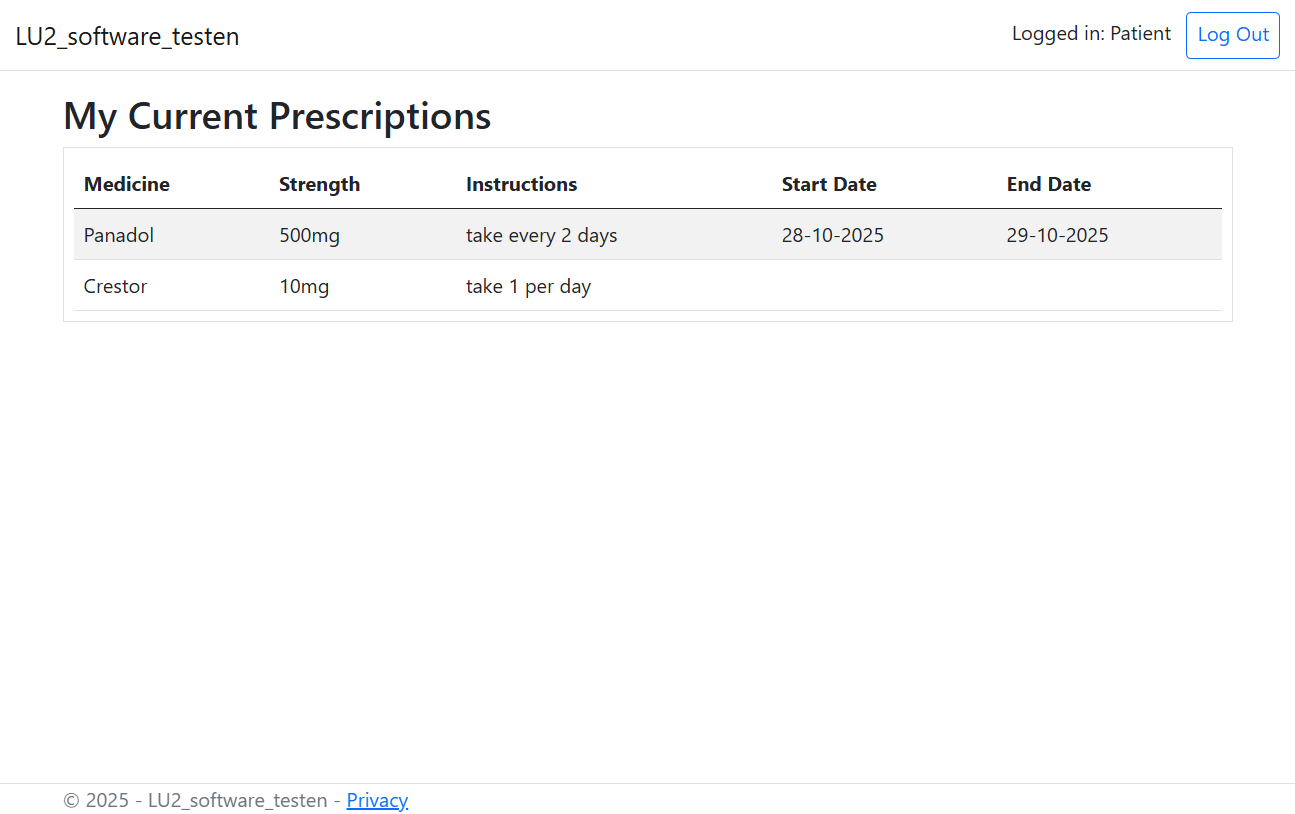 LU2_software_testen Logged in: Patient Log Out
My Current Prescriptions
Medicine Strength Instructions Start Date End Date
Panadol 500mg take every 2 days 28-10-2025 29-10-2025
Crestor 10mg take 1 per day
© 2025 - LU2_software_testen - Privacy